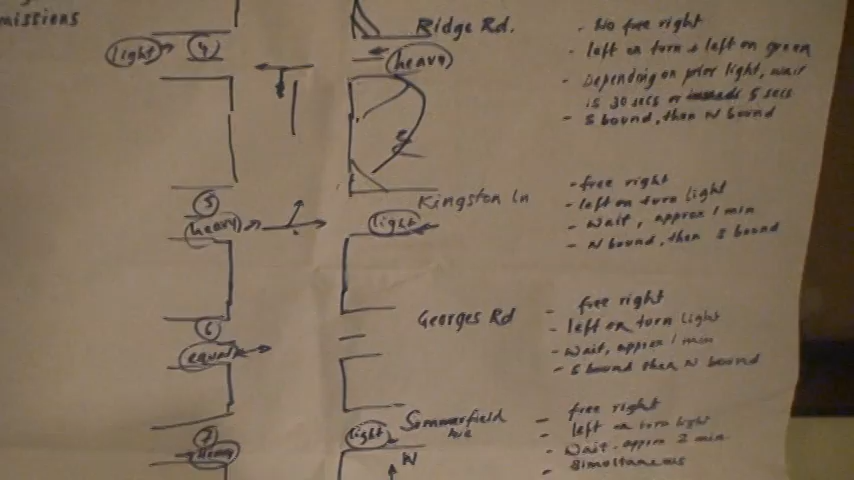 missions
Ridge Rd.
light
4
heavy
- No free right
- left on turn & left on green
- Depending on prior light, wait
is 30 secs or 5 secs
- S bound, then N bound
5
heavy
Kingston ln
light
- free right
- left on turn light
- wait, approx 1 min
- N bound, then S bound
6
equal
Georges Rd
- free right
- left on turn light
- wait, approx 1 min
- S bound then N bound
7
Heavy
light
Sommerfield
Ave
N
- free right
- left on turn light
- Wait, approx 2 min
- Simoltaneous